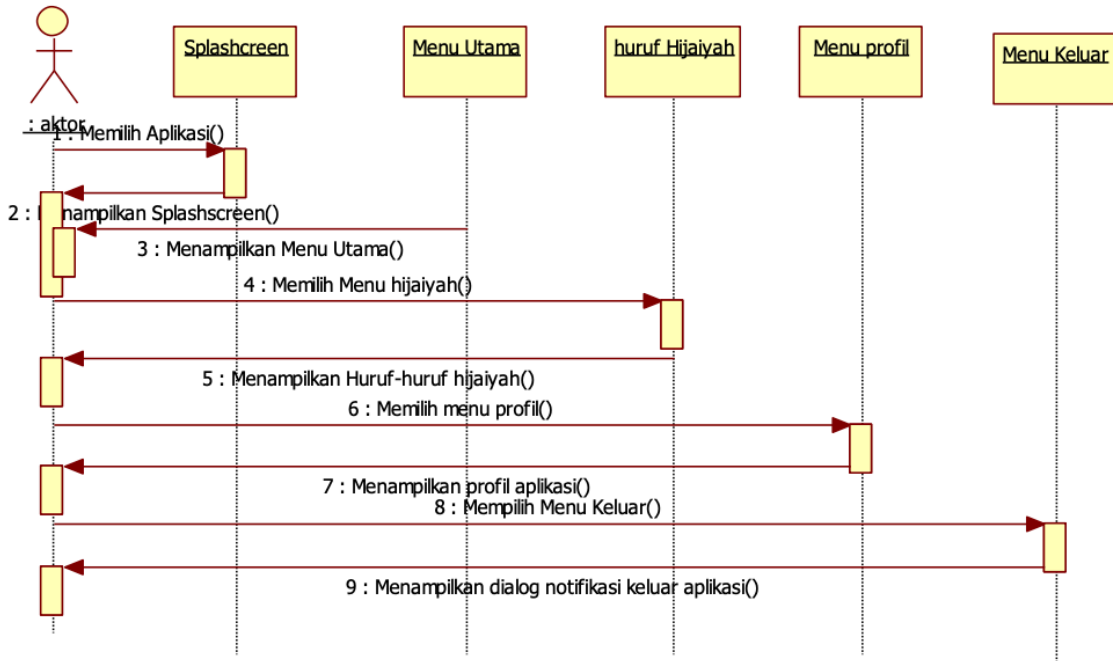 Splashcreen
Menu Utama
huruf Hijaiyah
Menu profil
Menu Keluar
: aktor
1 : Memilih Aplikasi()
2 : Menampilkan Splashscreen()
3 : Menampilkan Menu Utama()
4 : Memilih Menu hijaiyah()
5 : Menampilkan Huruf-huruf hijaiyah()
6 : Memilih menu profil()
7 : Menampilkan profil aplikasi()
8 : Mempilih Menu Keluar()
9 : Menampilkan dialog notifikasi keluar aplikasi()